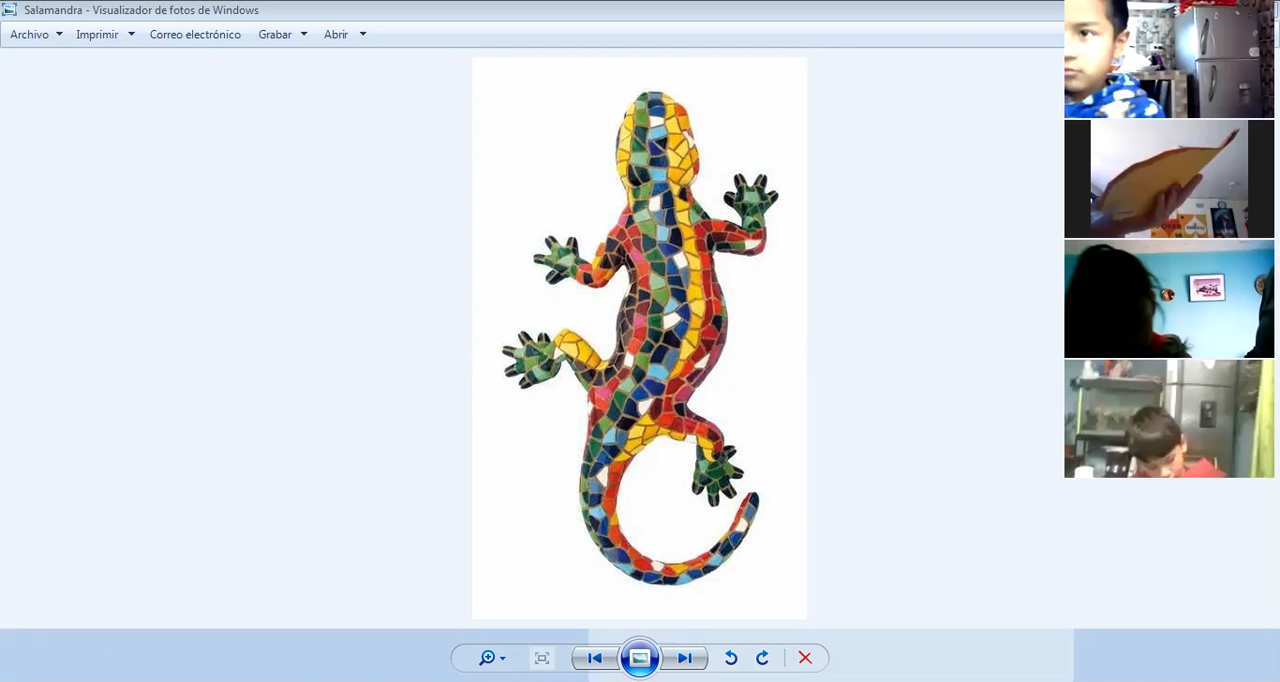 Salamandra - Visualizador de fotos de Windows
Archivo Imprimir Correo electrónico Grabar Abrir